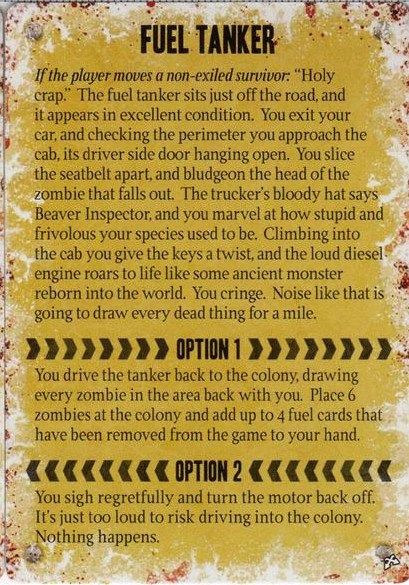 FUEL TANKER
If the player moves a non-exiled survivor: "Holy
crap." The fuel tanker sits just off the road, and
it appears in excellent condition. You exit your
car, and checking the perimeter you approach the
cab, its driver side door hanging open. You slice
the seatbelt apart, and bludgeon the head of the
zombie that falls out. The trucker's bloody hat says
Beaver Inspector, and you marvel at how stupid and
frivolous your species used to be. Climbing into
the cab you give the keys a twist, and the loud diesel
engine roars to life like some ancient monster
reborn into the world. You cringe. Noise like that is
going to draw every dead thing for a mile.
OPTION 1
You drive the tanker back to the colony, drawing
every zombie in the area back with you. Place 6
zombies at the colony and add up to 4 fuel cards that
have been removed from the game to your hand.
OPTION 2
You sigh regretfully and turn the motor back off.
It's just too loud to risk driving into the colony.
Nothing happens.